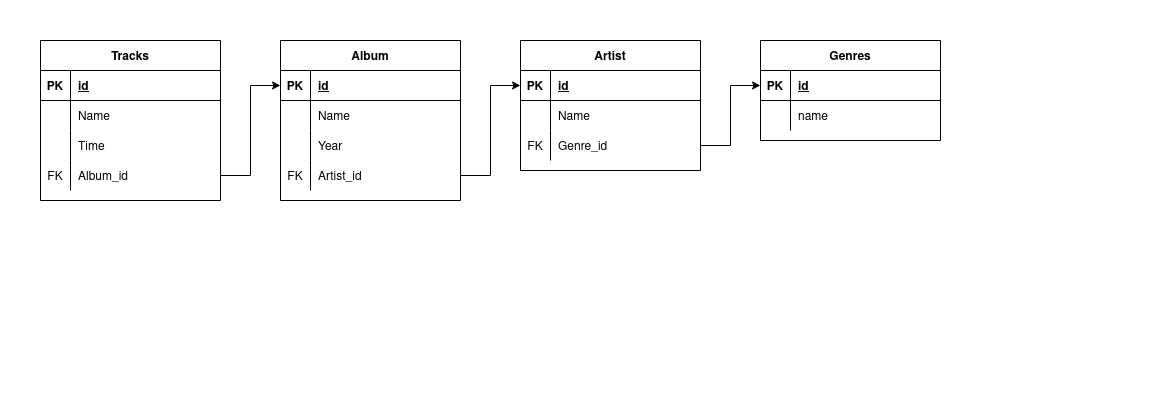 Tracks
PK id
Name
Time
FK Album_id
Album
PK id
Name
Year
FK Artist_id
Artist
PK id
Name
FK Genre_id
Genres
PK id
name